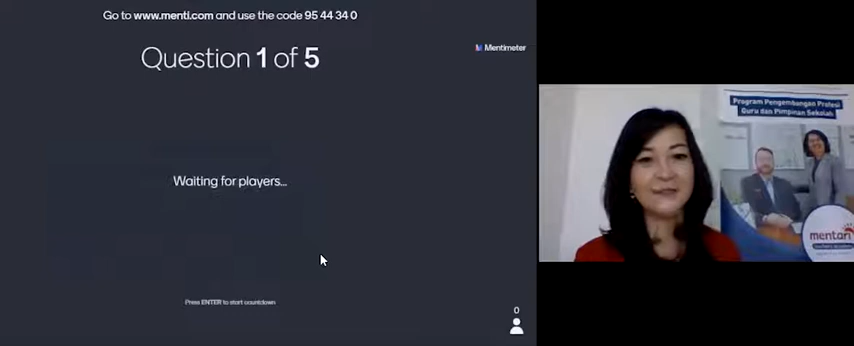 Go to www.menti.com and use the code 95 44 34 0
Question 1 of 5
Mentimeter
Waiting for players...
Press ENTER to start countdown
0
Program Pengembangan Profesi
Guru dan Pimpinan Sekolah
mentari